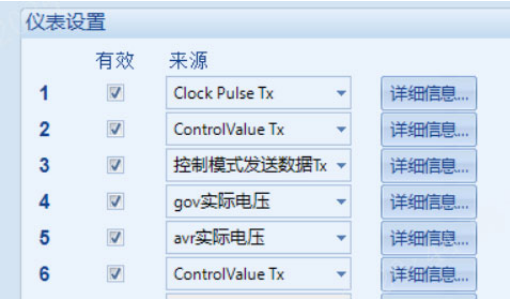 仪表设置
有效 来源
1 Clock Pulse Tx 详细信息...
2 ControlValue Tx 详细信息...
3 控制模式发送数据Tx 详细信息...
4 gov实际电压 详细信息...
5 avr实际电压 详细信息...
6 ControlValue Tx 详细信息...